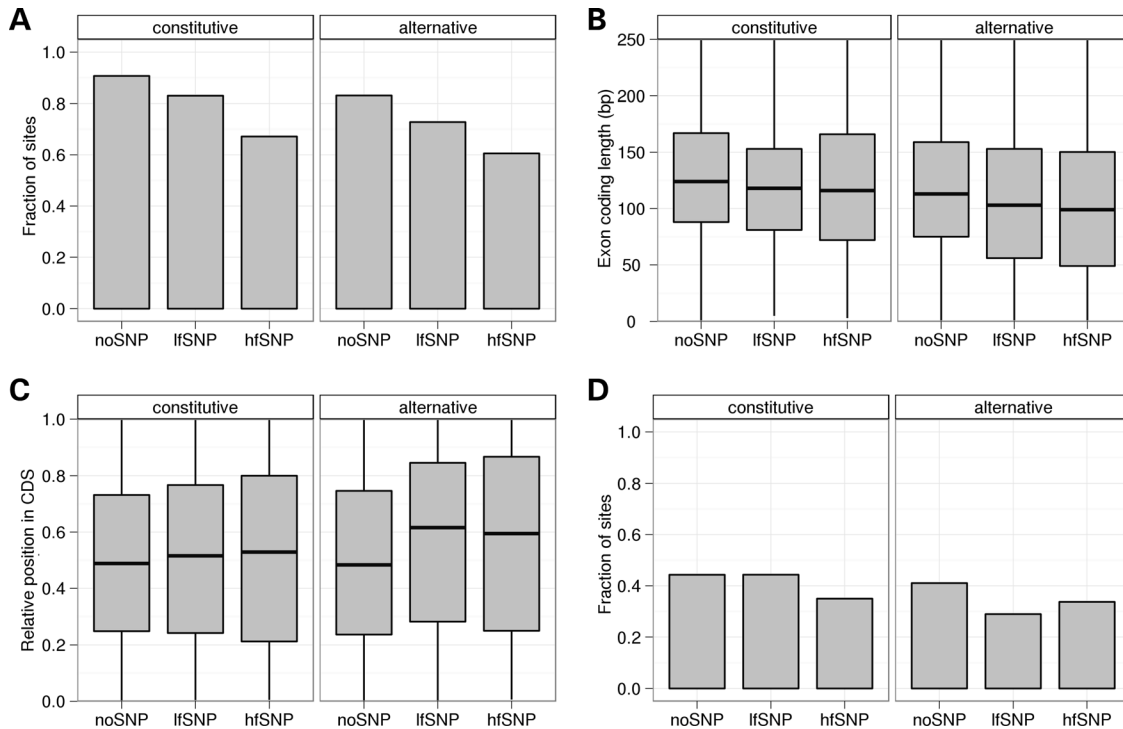 A
constitutive
alternative
Fraction of sites
1.0
0.8
0.6
0.4
0.2
0.0
noSNP
lfSNP
hfSNP
noSNP
lfSNP
hfSNP
B
constitutive
alternative
Exon coding length (bp)
250
200
150
100
50
0
noSNP
lfSNP
hfSNP
noSNP
lfSNP
hfSNP
C
constitutive
alternative
Relative position in CDS
1.0
0.8
0.6
0.4
0.2
0.0
noSNP
lfSNP
hfSNP
noSNP
lfSNP
hfSNP
D
constitutive
alternative
Fraction of sites
1.0
0.8
0.6
0.4
0.2
0.0
noSNP
lfSNP
hfSNP
noSNP
lfSNP
hfSNP